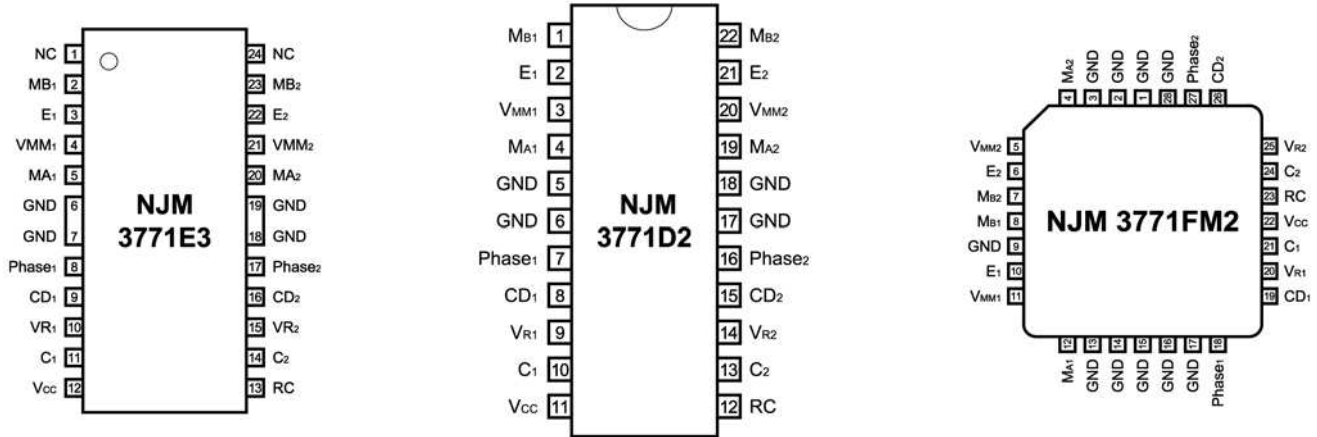 NC 1 24 NC
MB1 2 23 MB2
E1 3 22 E2
VMM1 4 21 VMM2
MA1 5 20 MA2
GND 6 19 GND
GND 7 18 GND
Phase1 8 17 Phase2
CD1 9 16 CD2
VR1 10 15 VR2
C1 11 14 C2
Vcc 12 13 RC
NJM
3771E3
MB1 1 22 MB2
E1 2 21 E2
VMM1 3 20 VMM2
MA1 4 19 MA2
GND 5 18 GND
GND 6 17 GND
Phase1 7 16 Phase2
CD1 8 15 CD2
VR1 9 14 VR2
C1 10 13 C2
VCC 11 12 RC
NJM
3771D2
MA2 GND GND GND GND Phase2 CD2
4 3 2 1 28 27 26
VMM2 5 25 VR2
E2 6 24 C2
MB2 7 23 RC
MB1 8 22 VCC
GND 9 21 C1
E1 10 20 VR1
VMM1 11 19 CD1
NJM 3771FM2
12 13 14 15 16 17 18
MA1 GND GND GND GND GND Phase1